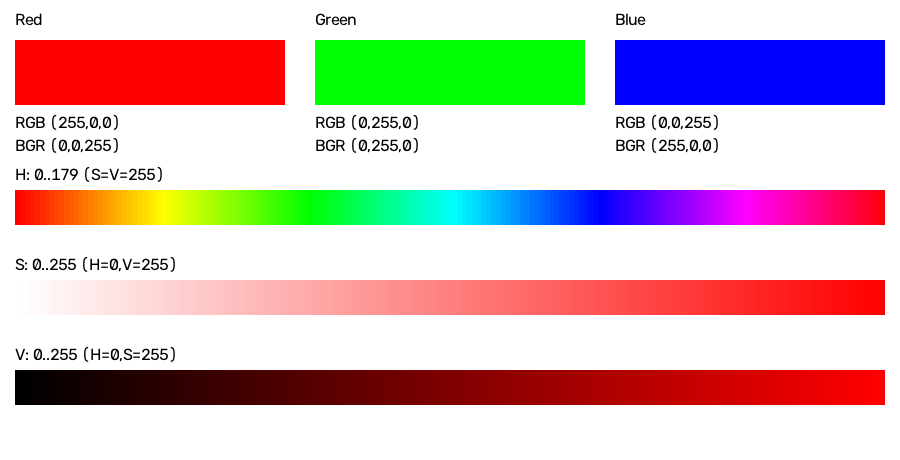 Red
Green
Blue
RGB (255,0,0)
RGB (0,255,0)
RGB (0,0,255)
BGR (0,0,255)
BGR (0,255,0)
BGR (255,0,0)
H: 0..179 (S=V=255)
S: 0..255 (H=0,V=255)
V: 0..255 (H=0,S=255)